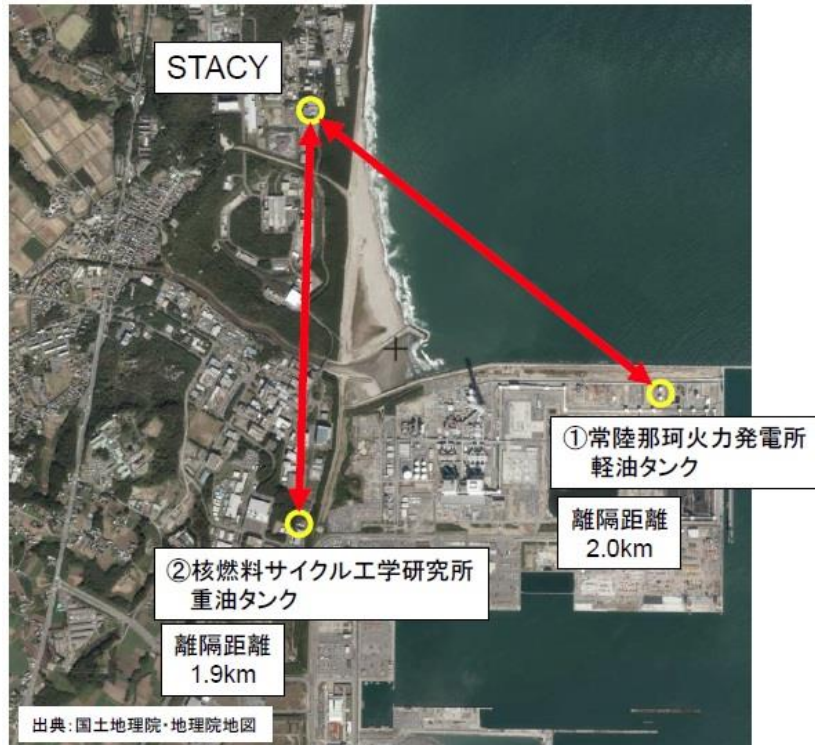 STACY
①常陸那珂火力発電所
軽油タンク
離隔距離
2.0km
②核燃料サイクル工学研究所
重油タンク
離隔距離
1.9km
出典：国土地理院・地理院地図